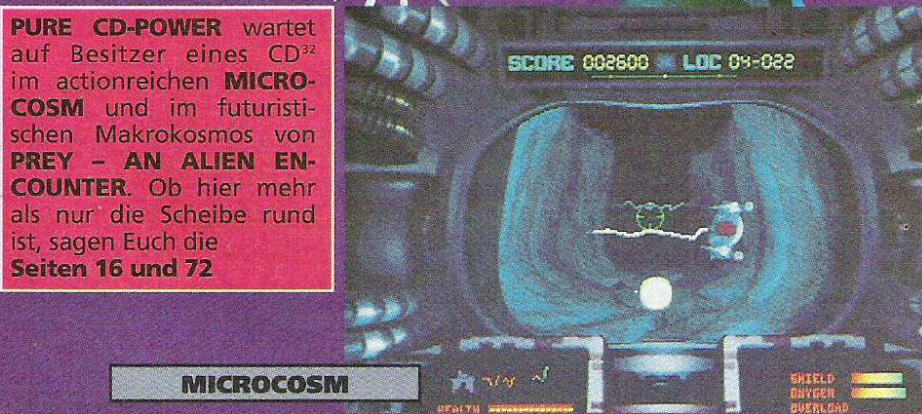 PURE CD-POWER wartet
auf Besitzer eines CD³²
im actionreichen MICRO-
COSM und im futuristi-
schen Makrokosmos von
PREY – AN ALIEN EN-
COUNTER. Ob hier mehr
als nur die Scheibe rund
ist, sagen Euch die
Seiten 16 und 72
SCORE 002600 LOC 04-022
HEALTH
SHIELD
OXYGEN
OVERLOAD
MICROCOSM